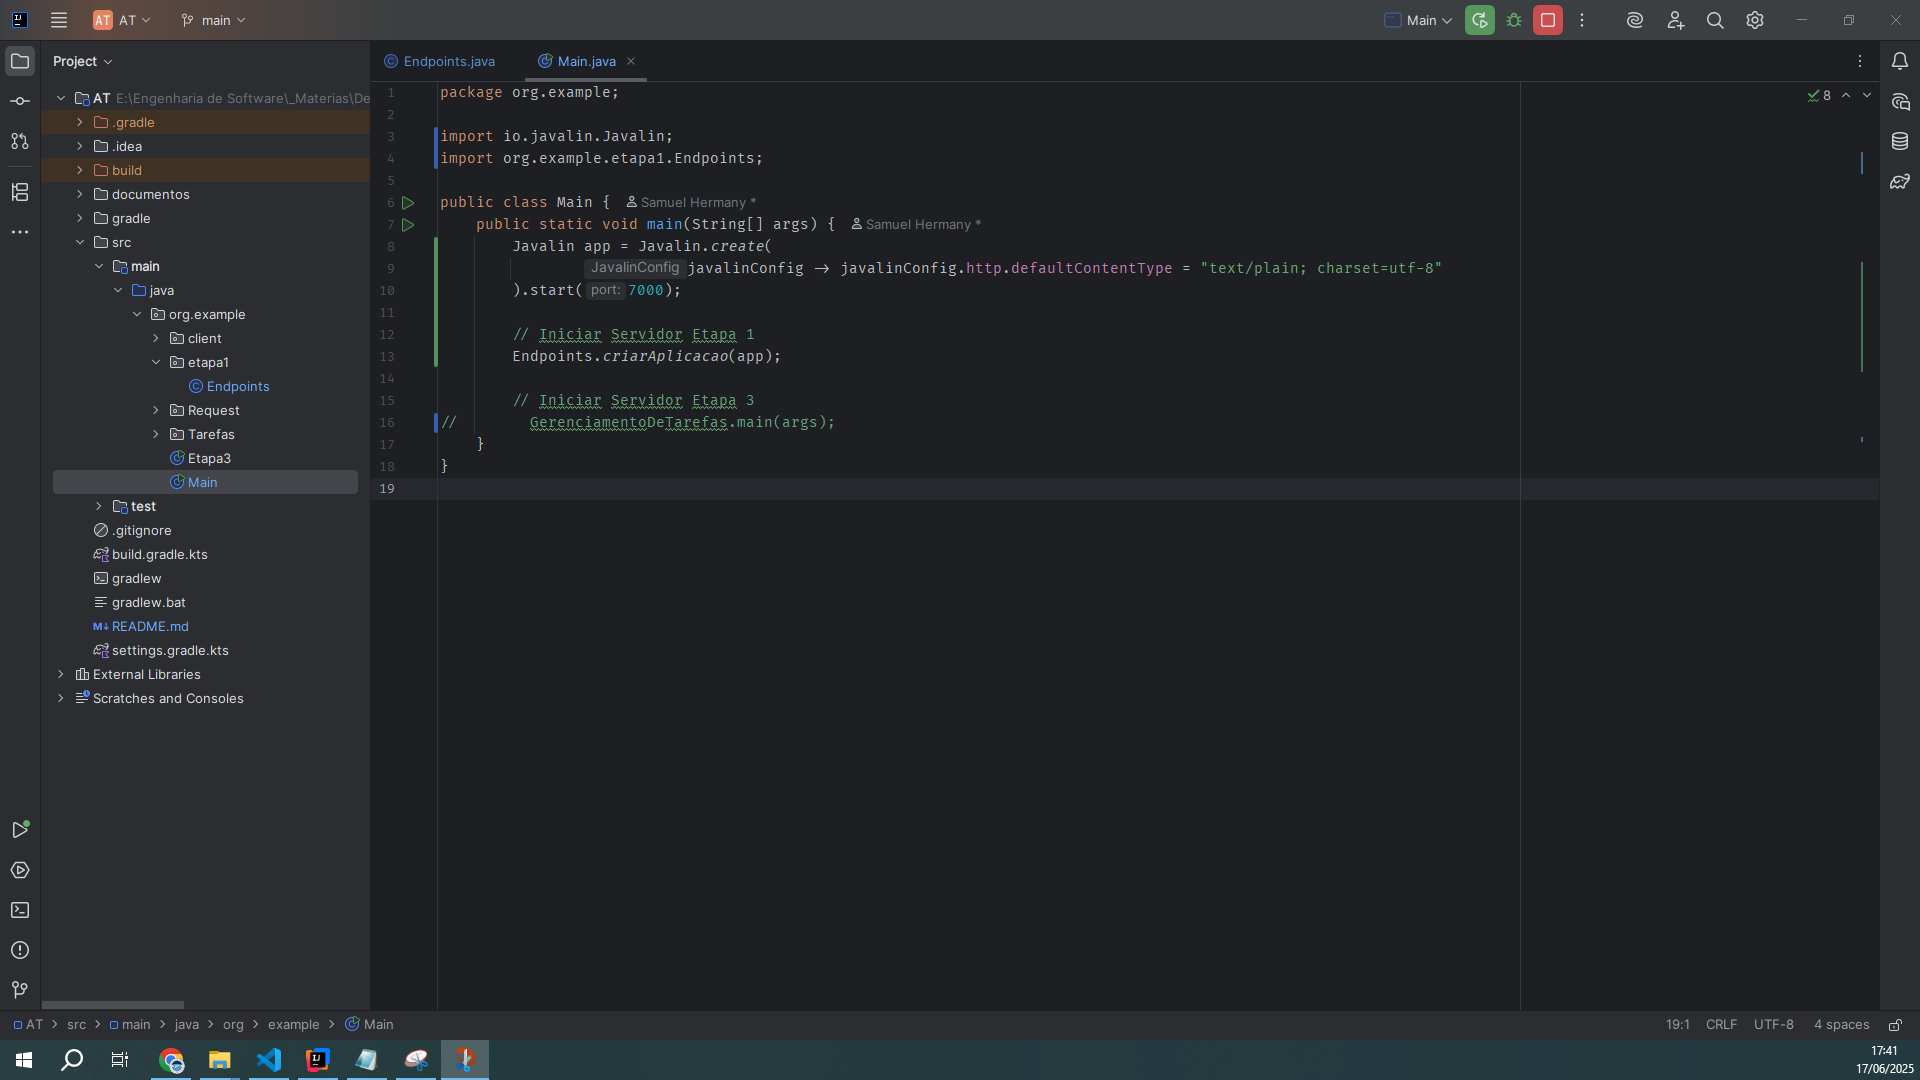 AT AT main Main
Project
Endpoints.java Main.java
AT E:\Engenharia de Software\_Materias\De
.gradle
.idea
build
documentos
gradle
src
main
java
org.example
client
etapa1
Endpoints
Request
Tarefas
Etapa3
Main
test
.gitignore
build.gradle.kts
gradlew
gradlew.bat
M↓ README.md
settings.gradle.kts
External Libraries
Scratches and Consoles
8
1 package org.example;
2
3 import io.javalin.Javalin;
4 import org.example.etapa1.Endpoints;
5
6 public class Main { Samuel Hermany *
7 public static void main(String[] args) { Samuel Hermany *
8 Javalin app = Javalin.create(
9 JavalinConfig javalinConfig -> javalinConfig.http.defaultContentType = "text/plain; charset=utf-8"
10 ).start( port: 7000);
11
12 // Iniciar Servidor Etapa 1
13 Endpoints.criarAplicacao(app);
14
15 // Iniciar Servidor Etapa 3
16 // GerenciamentoDeTarefas.main(args);
17 }
18 }
19
AT > src > main > java > org > example > Main
19:1 CRLF UTF-8 4 spaces
17:41
17/06/2025